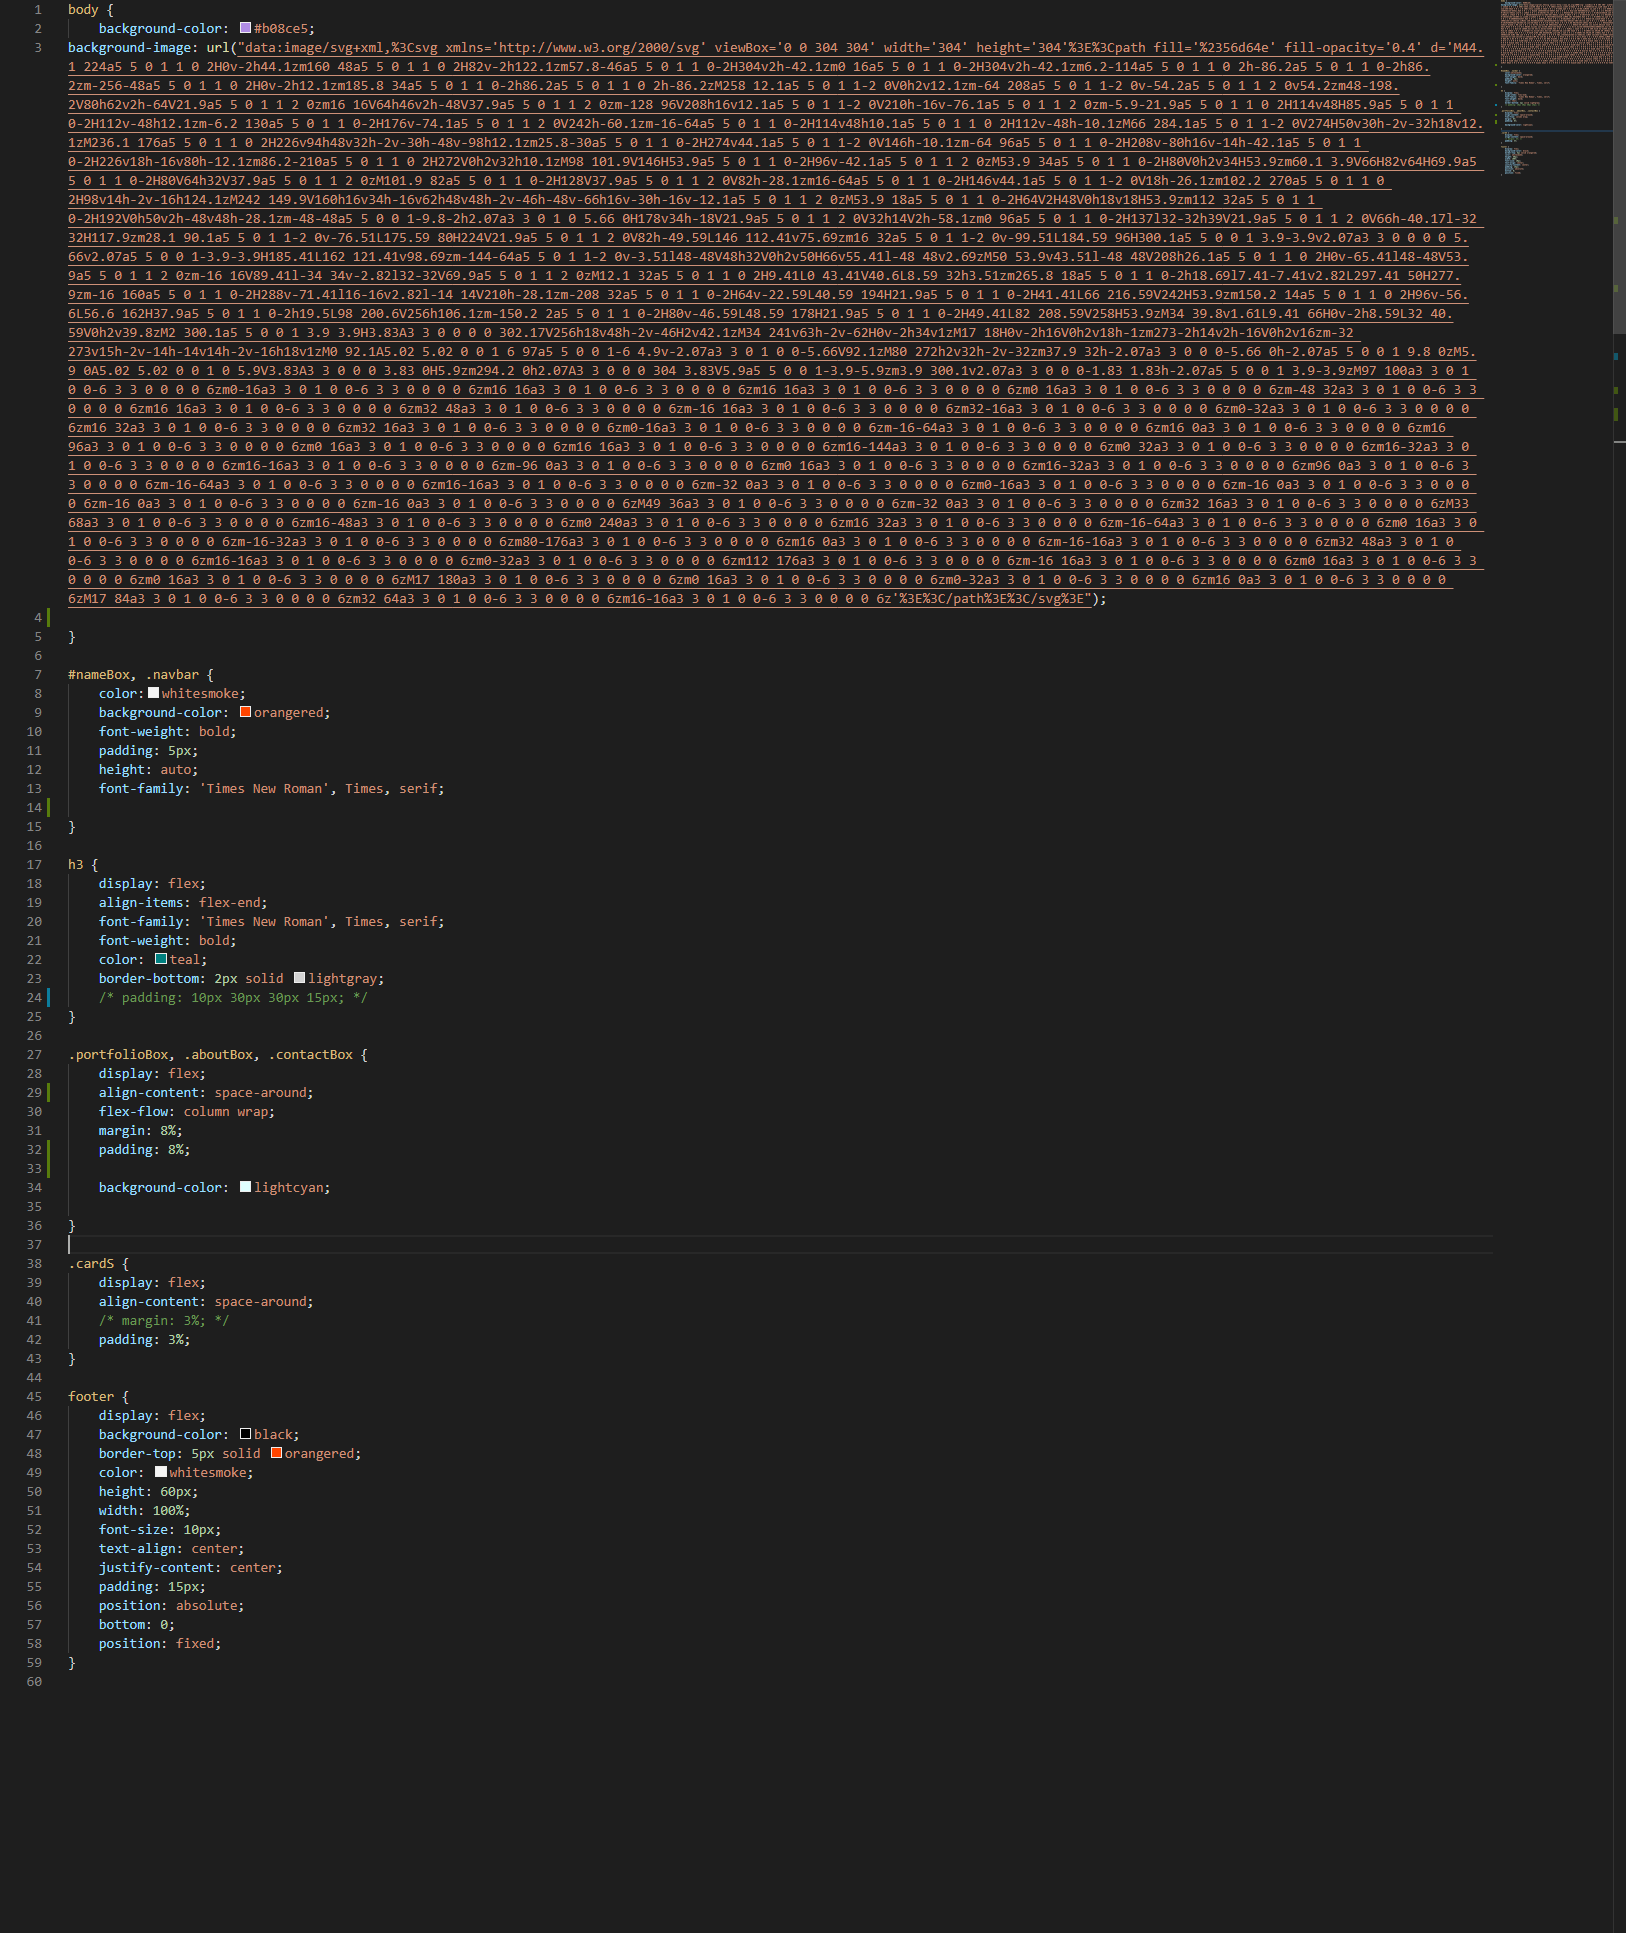 1 body {
2 background-color: #b08ce5;
3 background-image: url("data:image/svg+xml,%3Csvg xmlns='http://www.w3.org/2000/svg' viewBox='0 0 304 304' width='304' height='304'%3E%3Cpath fill='%2356d64e' fill-opacity='0.4' d='M44.
1 224a5 5 0 1 1 0 2H0v-2h44.1zm160 48a5 5 0 1 1 0 2H82v-2h122.1zm57.8-46a5 5 0 1 1 0-2H304v2h-42.1zm0 16a5 5 0 1 1 0-2H304v2h-42.1zm6.2-114a5 5 0 1 1 0 2h-86.2a5 5 0 1 1 0-2h86.
2zm-256-48a5 5 0 1 1 0 2H0v-2h12.1zm185.8 34a5 5 0 1 1 0-2h86.2a5 5 0 1 1 0 2h-86.2zM258 12.1a5 5 0 1 1-2 0V0h2v12.1zm-64 208a5 5 0 1 1-2 0v-54.2a5 5 0 1 1 2 0v54.2zm48-198.
2V80h62v2h-64V21.9a5 5 0 1 1 2 0zm16 16V64h46v2h-48V37.9a5 5 0 1 1 2 0zm-128 96V208h16v12.1a5 5 0 1 1-2 0V210h-16v-76.1a5 5 0 1 1 2 0zm-5.9-21.9a5 5 0 1 1 0 2H114v48H85.9a5 5 0 1 1
0-2H112v-48h12.1zm-6.2 130a5 5 0 1 1 0-2H176v-74.1a5 5 0 1 1 2 0V242h-60.1zm-16-64a5 5 0 1 1 0-2H114v48h10.1a5 5 0 1 1 0 2H112v-48h-10.1zM66 284.1a5 5 0 1 1-2 0V274H50v30h-2v-32h18v12.
1zM236.1 176a5 5 0 1 1 0 2H226v94h48v32h-2v-30h-48v-98h12.1zm25.8-30a5 5 0 1 1 0-2H274v44.1a5 5 0 1 1-2 0V146h-10.1zm-64 96a5 5 0 1 1 0-2H208v-80h16v-14h-42.1a5 5 0 1 1
0-2H226v18h-16v80h-12.1zm86.2-210a5 5 0 1 1 0 2H272V0h2v32h10.1zM98 101.9V146H53.9a5 5 0 1 1 0-2H96v-42.1a5 5 0 1 1 2 0zM53.9 34a5 5 0 1 1 0-2H80V0h2v34H53.9zm60.1 3.9V66H82v64H69.9a5
5 0 1 1 0-2H80V64h32V37.9a5 5 0 1 1 2 0zM101.9 82a5 5 0 1 1 0-2H128V37.9a5 5 0 1 1 2 0V82h-28.1zm16-64a5 5 0 1 1 0-2H146v44.1a5 5 0 1 1-2 0V18h-26.1zm102.2 270a5 5 0 1 1 0
2H98v14h-2v-16h124.1zM242 149.9V160h16v34h-16v62h48v48h-2v-46h-48v-66h16v-30h-16v-12.1a5 5 0 1 1 2 0zM53.9 18a5 5 0 1 1 0-2H64V2H48V0h18v18H53.9zm112 32a5 5 0 1 1
0-2H192V0h50v2h-48v48h-28.1zm-48-48a5 5 0 0 1-9.8-2h2.07a3 3 0 1 0 5.66 0H178v34h-18V21.9a5 5 0 1 1 2 0V32h14V2h-58.1zm0 96a5 5 0 1 1 0-2H137l32-32h39V21.9a5 5 0 1 1 2 0V66h-40.17l-32
32H117.9zm28.1 90.1a5 5 0 1 1-2 0v-76.51L175.59 80H224V21.9a5 5 0 1 1 2 0V82h-49.59L146 112.41v75.69zm16 32a5 5 0 1 1-2 0v-99.51L184.59 96H300.1a5 5 0 0 1 3.9-3.9v2.07a3 3 0 0 0 0 5.
66v2.07a5 5 0 0 1-3.9-3.9H185.41L162 121.41v98.69zm-144-64a5 5 0 1 1-2 0v-3.51l48-48V48h32V0h2v50H66v55.41l-48 48v2.69zM50 53.9v43.51l-48 48V208h26.1a5 5 0 1 1 0 2H0v-65.41l48-48V53.
9a5 5 0 1 1 2 0zm-16 16V89.41l-34 34v-2.82l32-32V69.9a5 5 0 1 1 2 0zM12.1 32a5 5 0 1 1 0 2H9.41L0 43.41V40.6L8.59 32h3.51zm265.8 18a5 5 0 1 1 0-2h18.69l7.41-7.41v2.82L297.41 50H277.
9zm-16 160a5 5 0 1 1 0-2H288v-71.41l16-16v2.82l-14 14V210h-28.1zm-208 32a5 5 0 1 1 0-2H64v-22.59L40.59 194H21.9a5 5 0 1 1 0-2H41.41L66 216.59V242H53.9zm150.2 14a5 5 0 1 1 0 2H96v-56.
6L56.6 162H37.9a5 5 0 1 1 0-2h19.5L98 200.6V256h106.1zm-150.2 2a5 5 0 1 1 0-2H80v-46.59L48.59 178H21.9a5 5 0 1 1 0-2H49.41L82 208.59V258H53.9zM34 39.8v1.61L9.41 66H0v-2h8.59L32 40.
59V0h2v39.8zM2 300.1a5 5 0 0 1 3.9 3.9H3.83A3 3 0 0 0 0 302.17V256h18v48h-2v-46H2v42.1zM34 241v63h-2v-62H0v-2h34v1zM17 18H0v-2h16V0h2v18h-1zm273-2h14v2h-16V0h2v16zm-32
273v15h-2v-14h-14v14h-2v-16h18v1zM0 92.1A5.02 5.02 0 0 1 6 97a5 5 0 0 1-6 4.9v-2.07a3 3 0 1 0 0-5.66V92.1zM80 272h2v32h-2v-32zm37.9 32h-2.07a3 3 0 0 0-5.66 0h-2.07a5 5 0 0 1 9.8 0zM5.
9 0A5.02 5.02 0 0 1 0 5.9V3.83A3 3 0 0 0 3.83 0H5.9zm294.2 0h2.07A3 3 0 0 0 304 3.83V5.9a5 5 0 0 1-3.9-5.9zm3.9 300.1v2.07a3 3 0 0 0-1.83 1.83h-2.07a5 5 0 0 1 3.9-3.9zM97 100a3 3 0 1
0 0-6 3 3 0 0 0 0 6zm0-16a3 3 0 1 0 0-6 3 3 0 0 0 0 6zm16 16a3 3 0 1 0 0-6 3 3 0 0 0 0 6zm16 16a3 3 0 1 0 0-6 3 3 0 0 0 0 6zm0 16a3 3 0 1 0 0-6 3 3 0 0 0 0 6zm-48 32a3 3 0 1 0 0-6 3 3
0 0 0 0 6zm16 16a3 3 0 1 0 0-6 3 3 0 0 0 0 6zm32 48a3 3 0 1 0 0-6 3 3 0 0 0 0 6zm-16 16a3 3 0 1 0 0-6 3 3 0 0 0 0 6zm32-16a3 3 0 1 0 0-6 3 3 0 0 0 0 6zm0-32a3 3 0 1 0 0-6 3 3 0 0 0 0
6zm16 32a3 3 0 1 0 0-6 3 3 0 0 0 0 6zm32 16a3 3 0 1 0 0-6 3 3 0 0 0 0 6zm0-16a3 3 0 1 0 0-6 3 3 0 0 0 0 6zm-16-64a3 3 0 1 0 0-6 3 3 0 0 0 0 6zm16 0a3 3 0 1 0 0-6 3 3 0 0 0 0 6zm16
96a3 3 0 1 0 0-6 3 3 0 0 0 0 6zm0 16a3 3 0 1 0 0-6 3 3 0 0 0 0 6zm16 16a3 3 0 1 0 0-6 3 3 0 0 0 0 6zm16-144a3 3 0 1 0 0-6 3 3 0 0 0 0 6zm0 32a3 3 0 1 0 0-6 3 3 0 0 0 0 6zm16-32a3 3 0
1 0 0-6 3 3 0 0 0 0 6zm16-16a3 3 0 1 0 0-6 3 3 0 0 0 0 6zm-96 0a3 3 0 1 0 0-6 3 3 0 0 0 0 6zm0 16a3 3 0 1 0 0-6 3 3 0 0 0 0 6zm16-32a3 3 0 1 0 0-6 3 3 0 0 0 0 6zm96 0a3 3 0 1 0 0-6 3
3 0 0 0 0 6zm-16-64a3 3 0 1 0 0-6 3 3 0 0 0 0 6zm16-16a3 3 0 1 0 0-6 3 3 0 0 0 0 6zm-32 0a3 3 0 1 0 0-6 3 3 0 0 0 0 6zm0-16a3 3 0 1 0 0-6 3 3 0 0 0 0 6zm-16 0a3 3 0 1 0 0-6 3 3 0 0 0
0 6zm-16 0a3 3 0 1 0 0-6 3 3 0 0 0 0 6zm-16 0a3 3 0 1 0 0-6 3 3 0 0 0 0 6zM49 36a3 3 0 1 0 0-6 3 3 0 0 0 0 6zm-32 0a3 3 0 1 0 0-6 3 3 0 0 0 0 6zm32 16a3 3 0 1 0 0-6 3 3 0 0 0 0 6zM33
68a3 3 0 1 0 0-6 3 3 0 0 0 0 6zm16-48a3 3 0 1 0 0-6 3 3 0 0 0 0 6zm0 240a3 3 0 1 0 0-6 3 3 0 0 0 0 6zm16 32a3 3 0 1 0 0-6 3 3 0 0 0 0 6zm-16-64a3 3 0 1 0 0-6 3 3 0 0 0 0 6zm0 16a3 3 0
1 0 0-6 3 3 0 0 0 0 6zm-16-32a3 3 0 1 0 0-6 3 3 0 0 0 0 6zm80-176a3 3 0 1 0 0-6 3 3 0 0 0 0 6zm16 0a3 3 0 1 0 0-6 3 3 0 0 0 0 6zm-16-16a3 3 0 1 0 0-6 3 3 0 0 0 0 6zm32 48a3 3 0 1 0
0-6 3 3 0 0 0 0 6zm16-16a3 3 0 1 0 0-6 3 3 0 0 0 0 6zm0-32a3 3 0 1 0 0-6 3 3 0 0 0 0 6zm112 176a3 3 0 1 0 0-6 3 3 0 0 0 0 6zm-16 16a3 3 0 1 0 0-6 3 3 0 0 0 0 6zm0 16a3 3 0 1 0 0-6 3 3
0 0 0 0 6zm0 16a3 3 0 1 0 0-6 3 3 0 0 0 0 6zM17 180a3 3 0 1 0 0-6 3 3 0 0 0 0 6zm0 16a3 3 0 1 0 0-6 3 3 0 0 0 0 6zm0-32a3 3 0 1 0 0-6 3 3 0 0 0 0 6zm16 0a3 3 0 1 0 0-6 3 3 0 0 0 0
6zM17 84a3 3 0 1 0 0-6 3 3 0 0 0 0 6zm32 64a3 3 0 1 0 0-6 3 3 0 0 0 0 6zm16-16a3 3 0 1 0 0-6 3 3 0 0 0 0 6z'%3E%3C/path%3E%3C/svg%3E");
4
5 }
6
7 #nameBox, .navbar {
8 color: whitesmoke;
9 background-color: orangered;
10 font-weight: bold;
11 padding: 5px;
12 height: auto;
13 font-family: 'Times New Roman', Times, serif;
14
15 }
16
17 h3 {
18 display: flex;
19 align-items: flex-end;
20 font-family: 'Times New Roman', Times, serif;
21 font-weight: bold;
22 color: teal;
23 border-bottom: 2px solid lightgray;
24 /* padding: 10px 30px 30px 15px; */
25 }
26
27 .portfolioBox, .aboutBox, .contactBox {
28 display: flex;
29 align-content: space-around;
30 flex-flow: column wrap;
31 margin: 8%;
32 padding: 8%;
33
34 background-color: lightcyan;
35
36 }
37
38 .cardS {
39 display: flex;
40 align-content: space-around;
41 /* margin: 3%; */
42 padding: 3%;
43 }
44
45 footer {
46 display: flex;
47 background-color: black;
48 border-top: 5px solid orangered;
49 color: whitesmoke;
50 height: 60px;
51 width: 100%;
52 font-size: 10px;
53 text-align: center;
54 justify-content: center;
55 padding: 15px;
56 position: absolute;
57 bottom: 0;
58 position: fixed;
59 }
60